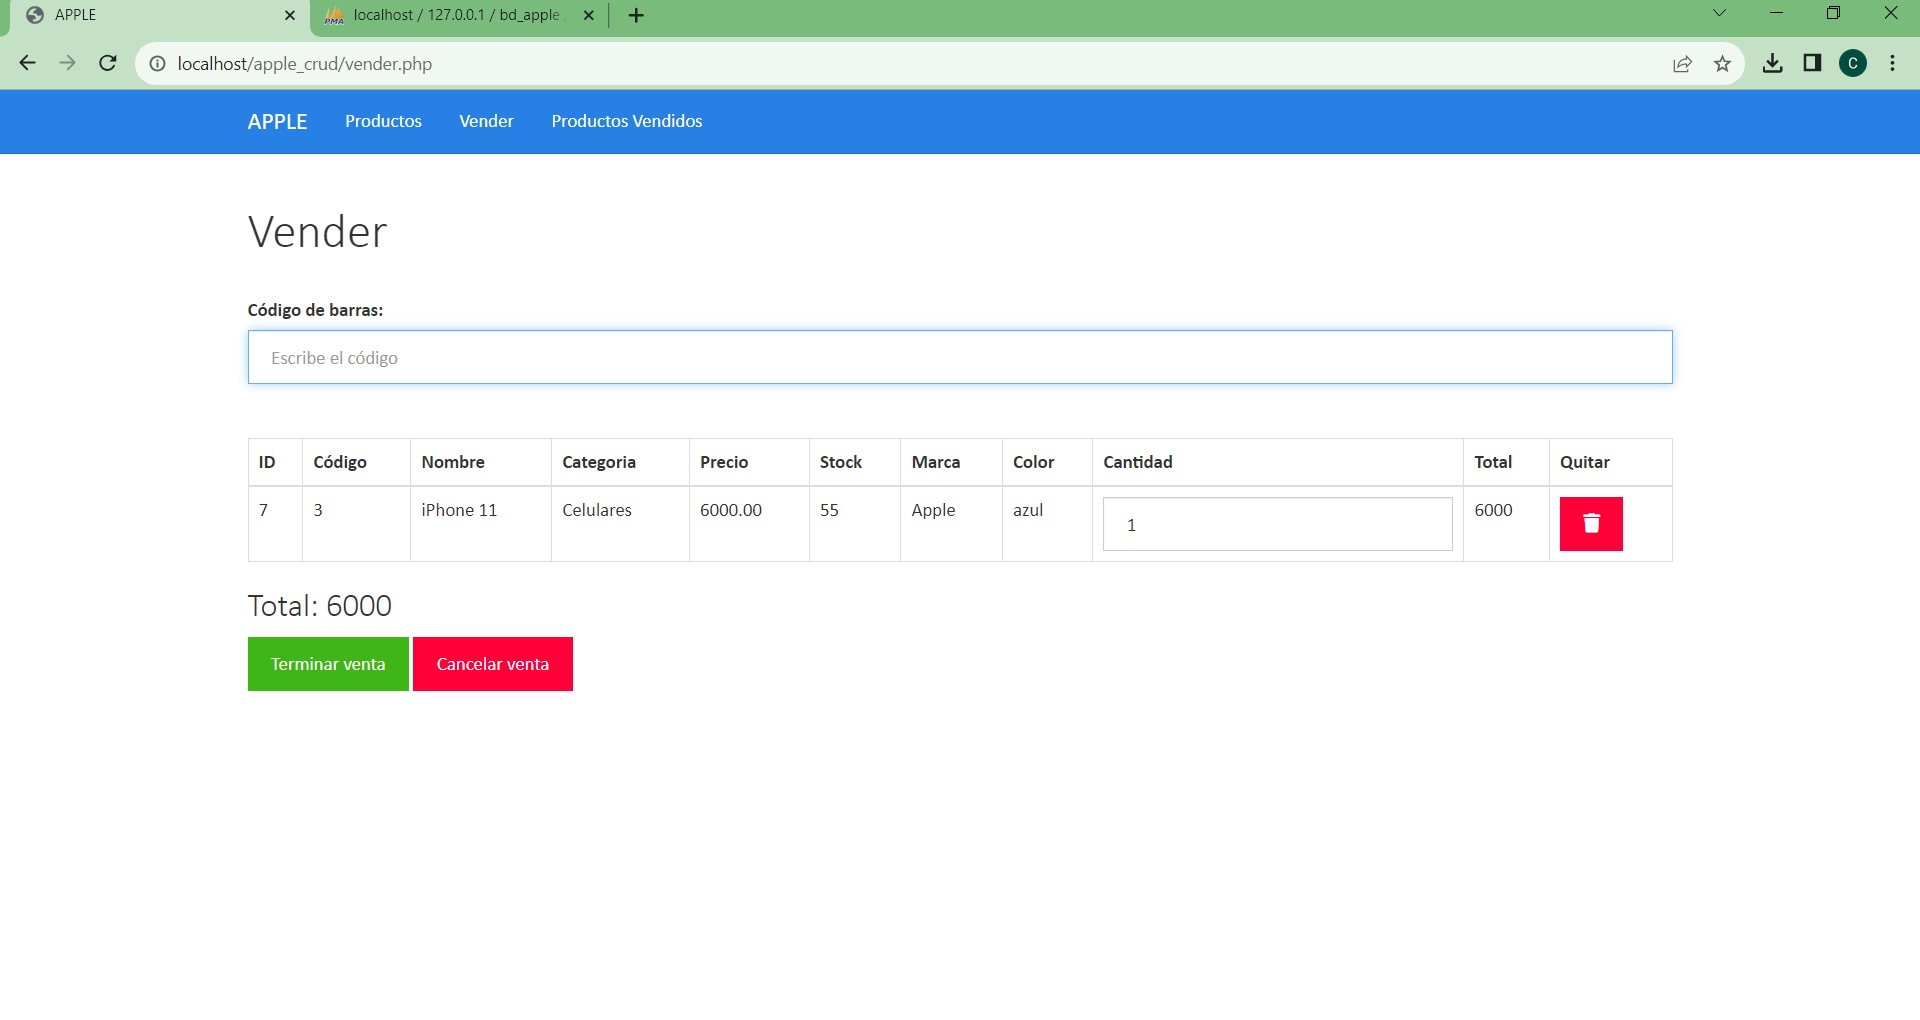 APPLE
localhost / 127.0.0.1 / bd_apple
localhost/apple_crud/vender.php
C
APPLE Productos Vender Productos Vendidos
Vender
Código de barras:
Escribe el código
ID Código Nombre Categoria Precio Stock Marca Color Cantidad Total Quitar
7 3 iPhone 11 Celulares 6000.00 55 Apple azul 1 6000
Total: 6000
Terminar venta Cancelar venta